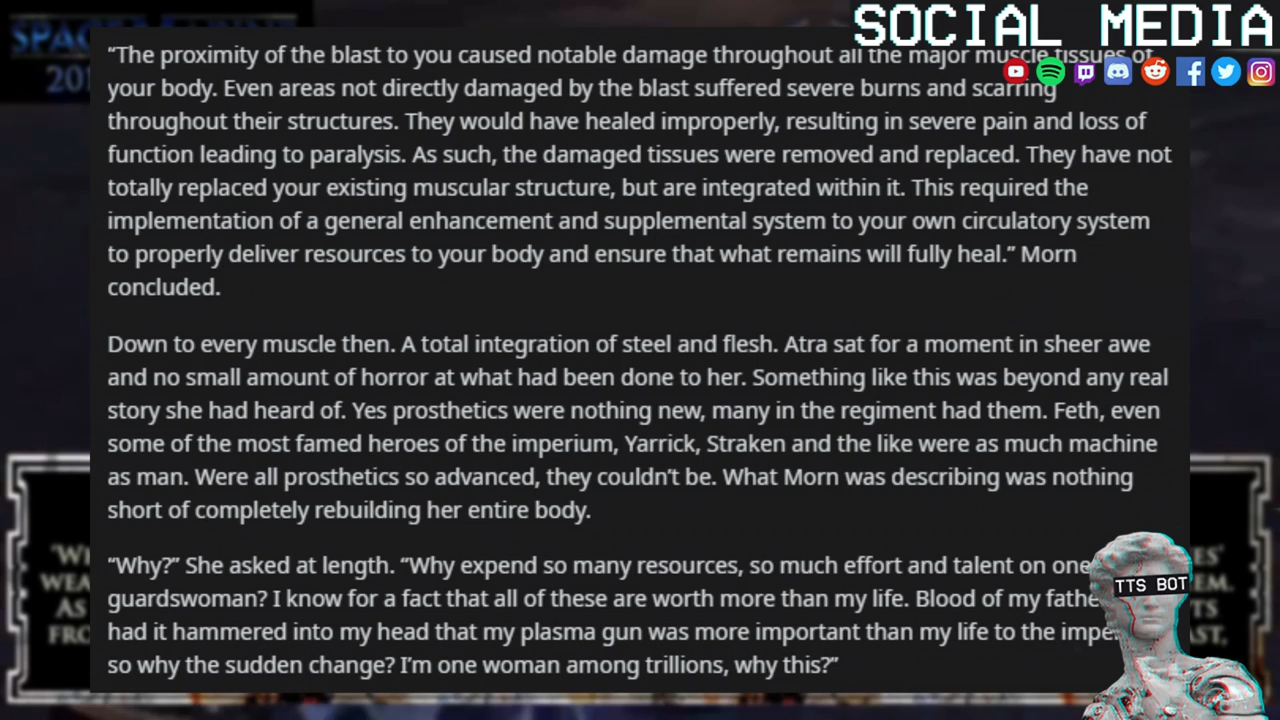 SOCIAL MEDIA
SPAC
201
“The proximity of the blast to you caused notable damage throughout all the major muscle tissues of
your body. Even areas not directly damaged by the blast suffered severe burns and scarring
throughout their structures. They would have healed improperly, resulting in severe pain and loss of
function leading to paralysis. As such, the damaged tissues were removed and replaced. They have not
totally replaced your existing muscular structure, but are integrated within it. This required the
implementation of a general enhancement and supplemental system to your own circulatory system
to properly deliver resources to your body and ensure that what remains will fully heal.” Morn
concluded.
Down to every muscle then. A total integration of steel and flesh. Atra sat for a moment in sheer awe
and no small amount of horror at what had been done to her. Something like this was beyond any real
story she had heard of. Yes prosthetics were nothing new, many in the regiment had them. Feth, even
some of the most famed heroes of the imperium, Yarrick, Straken and the like were as much machine
as man. Were all prosthetics so advanced, they couldn’t be. What Morn was describing was nothing
short of completely rebuilding her entire body.
“Why?” She asked at length. “Why expend so many resources, so much effort and talent on one
guardswoman? I know for a fact that all of these are worth more than my life. Blood of my fathe
had it hammered into my head that my plasma gun was more important than my life to the impe
so why the sudden change? I’m one woman among trillions, why this?”
TTS BOT